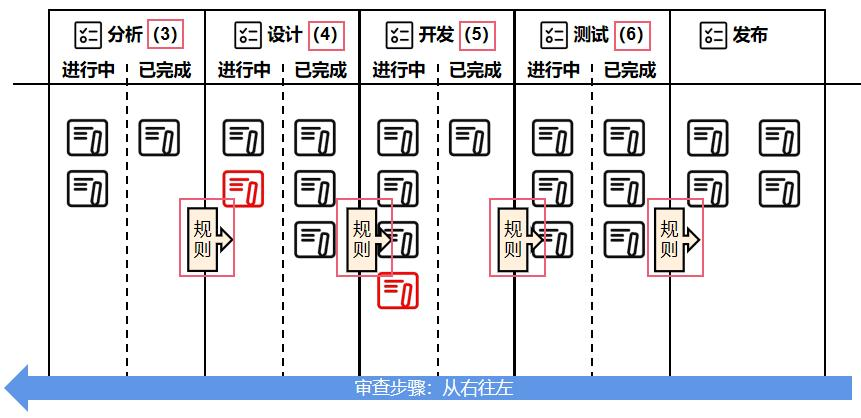 分析 (3) 设计 (4) 开发 (5) 测试 (6) 发布
进行中 已完成 进行中 已完成 进行中 已完成 进行中 已完成
规则 规则 规则 规则
审查步骤：从右往左